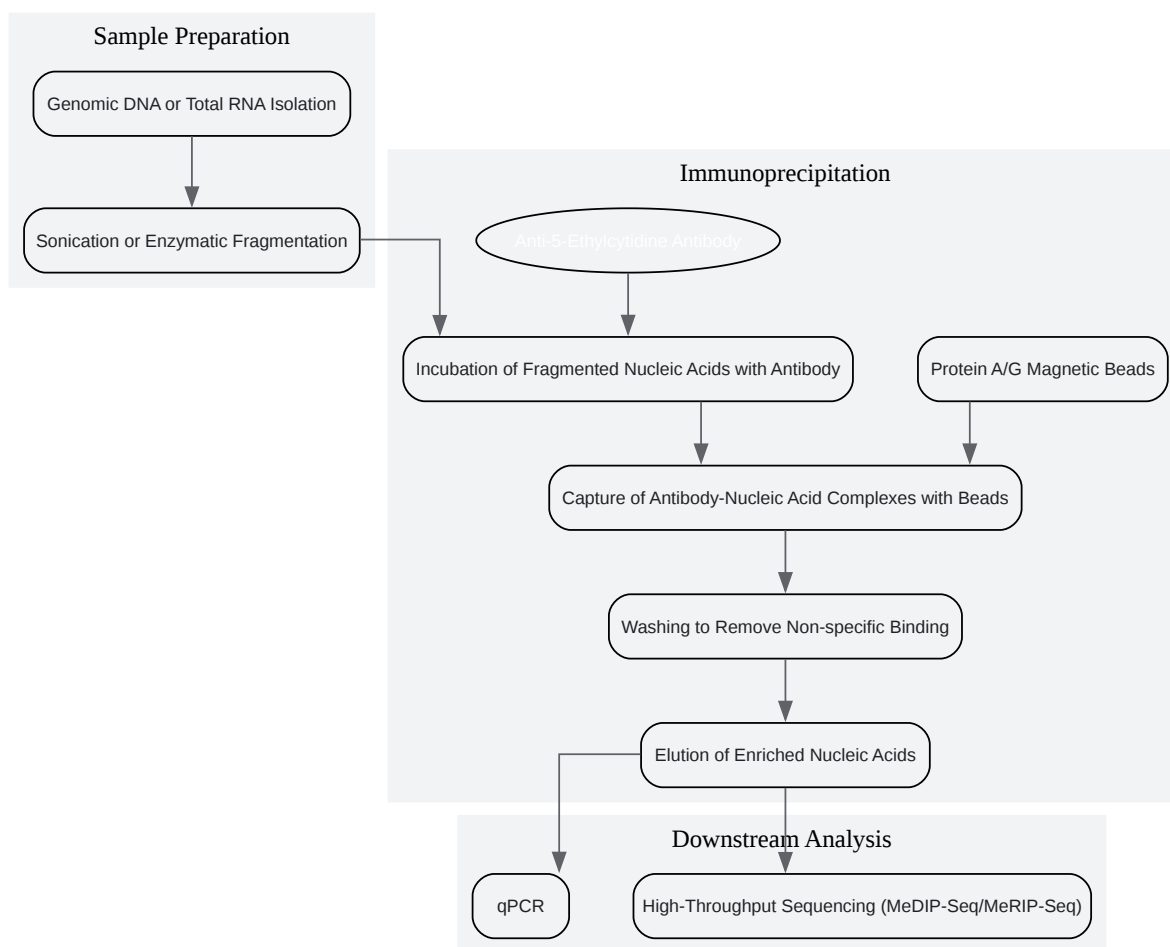 Sample Preparation
Genomic DNA or Total RNA Isolation
Sonication or Enzymatic Fragmentation
Immunoprecipitation
Anti-5-Ethylcytidine Antibody
Incubation of Fragmented Nucleic Acids with Antibody
Protein A/G Magnetic Beads
Capture of Antibody-Nucleic Acid Complexes with Beads
Washing to Remove Non-specific Binding
Elution of Enriched Nucleic Acids
Downstream Analysis
qPCR
High-Throughput Sequencing (MeDIP-Seq/MeRIP-Seq)